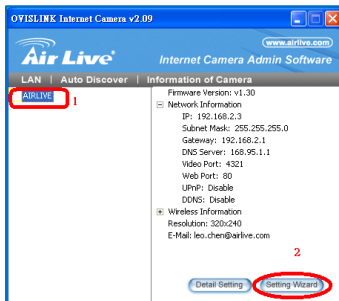 OVISLINK Internet Camera v2.09
Air Live®
www.airlive.com
Internet Camera Admin Software
LAN | Auto Discover | Information of Camera
AIRLIVE
1
Firmware Version: v1.30
Network Information
IP: 192.168.2.3
Subnet Mask: 255.255.255.0
Gateway: 192.168.2.1
DNS Server: 168.95.1.1
Video Port: 4321
Web Port: 80
UPnP: Disable
DDNS: Disable
Wireless Information
Resolution: 320x240
E-Mail: leo.chen@airlive.com
2
Detail Setting Setting Wizard